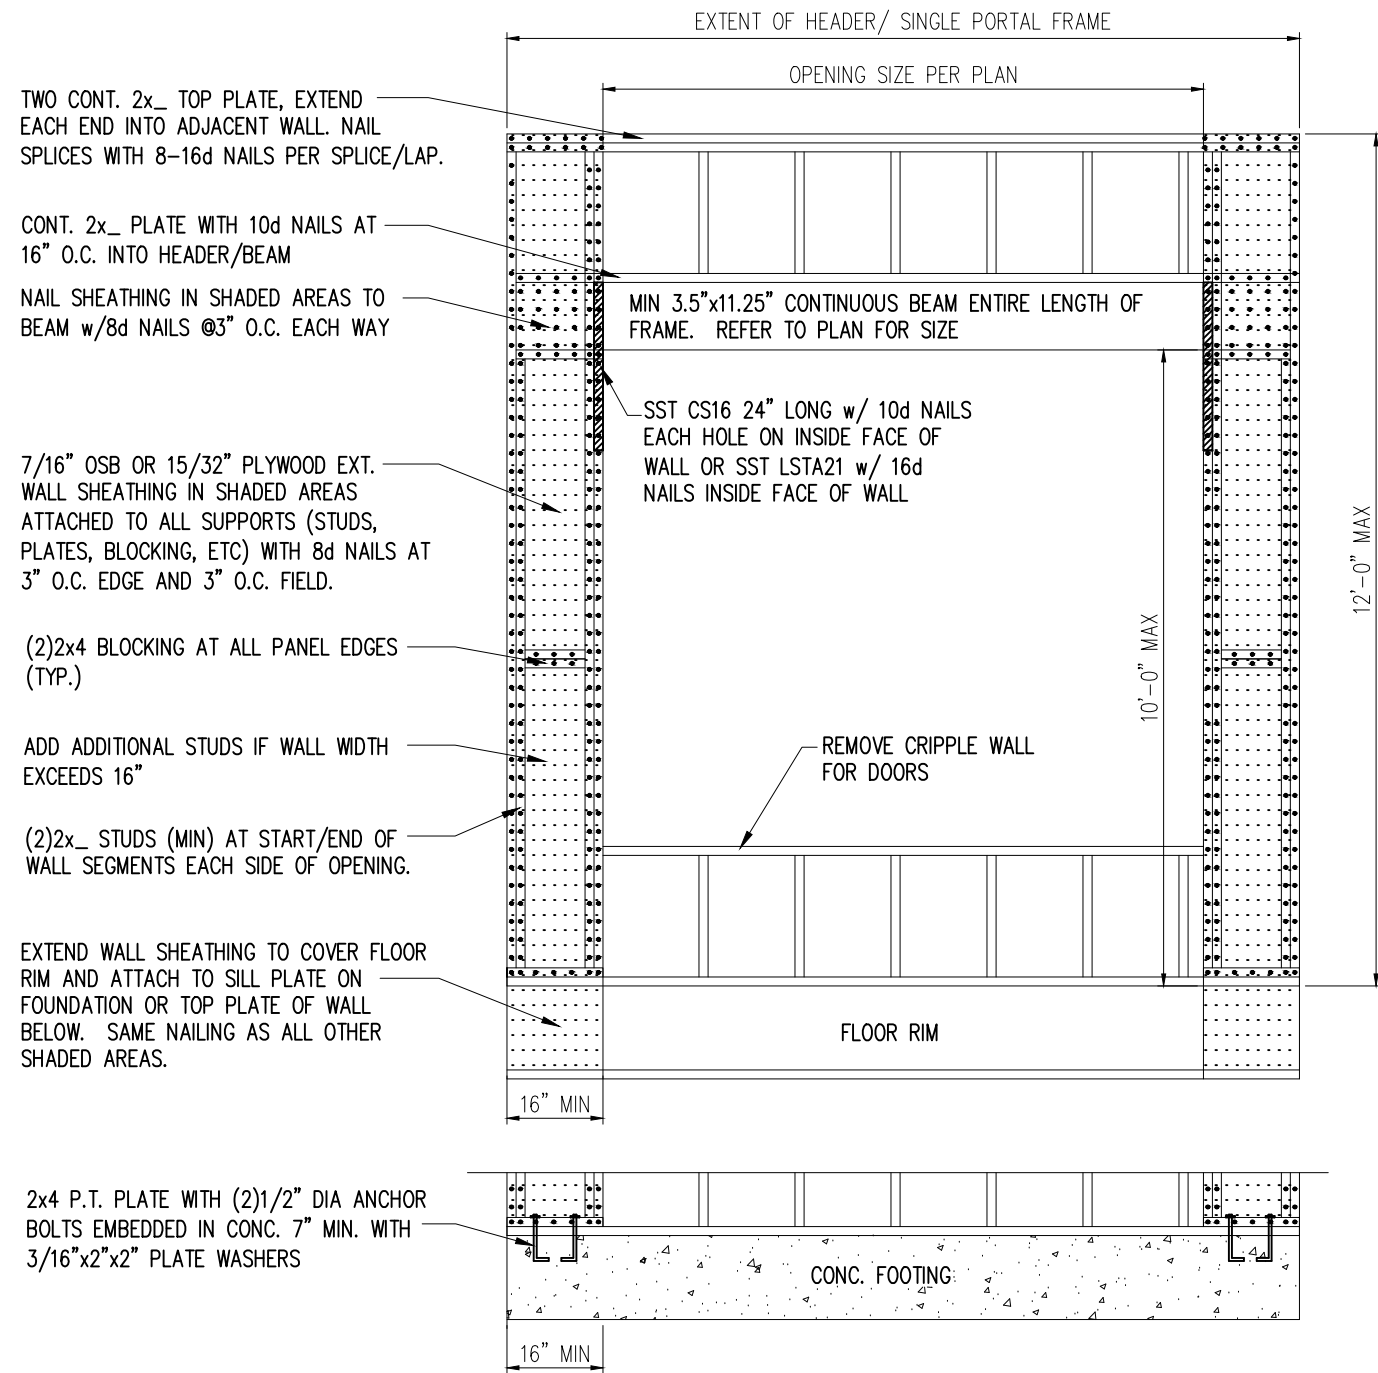 EXTENT OF HEADER/ SINGLE PORTAL FRAME
OPENING SIZE PER PLAN
TWO CONT. 2x_ TOP PLATE, EXTEND
EACH END INTO ADJACENT WALL. NAIL
SPLICES WITH 8-16d NAILS PER SPLICE/LAP.
CONT. 2x_ PLATE WITH 10d NAILS AT
16" O.C. INTO HEADER/BEAM
NAIL SHEATHING IN SHADED AREAS TO
BEAM w/8d NAILS @3" O.C. EACH WAY
MIN 3.5"x11.25" CONTINUOUS BEAM ENTIRE LENGTH OF
FRAME. REFER TO PLAN FOR SIZE
SST CS16 24" LONG w/ 10d NAILS
EACH HOLE ON INSIDE FACE OF
WALL OR SST LSTA21 w/ 16d
NAILS INSIDE FACE OF WALL
7/16" OSB OR 15/32" PLYWOOD EXT.
WALL SHEATHING IN SHADED AREAS
ATTACHED TO ALL SUPPORTS (STUDS,
PLATES, BLOCKING, ETC) WITH 8d NAILS AT
3" O.C. EDGE AND 3" O.C. FIELD.
12'-0" MAX
10'-0" MAX
(2)2x4 BLOCKING AT ALL PANEL EDGES
(TYP.)
ADD ADDITIONAL STUDS IF WALL WIDTH
EXCEEDS 16"
REMOVE CRIPPLE WALL
FOR DOORS
(2)2x_ STUDS (MIN) AT START/END OF
WALL SEGMENTS EACH SIDE OF OPENING.
EXTEND WALL SHEATHING TO COVER FLOOR
RIM AND ATTACH TO SILL PLATE ON
FOUNDATION OR TOP PLATE OF WALL
BELOW. SAME NAILING AS ALL OTHER
SHADED AREAS.
FLOOR RIM
16" MIN
2x4 P.T. PLATE WITH (2)1/2" DIA ANCHOR
BOLTS EMBEDDED IN CONC. 7" MIN. WITH
3/16"x2"x2" PLATE WASHERS
CONC. FOOTING
16" MIN